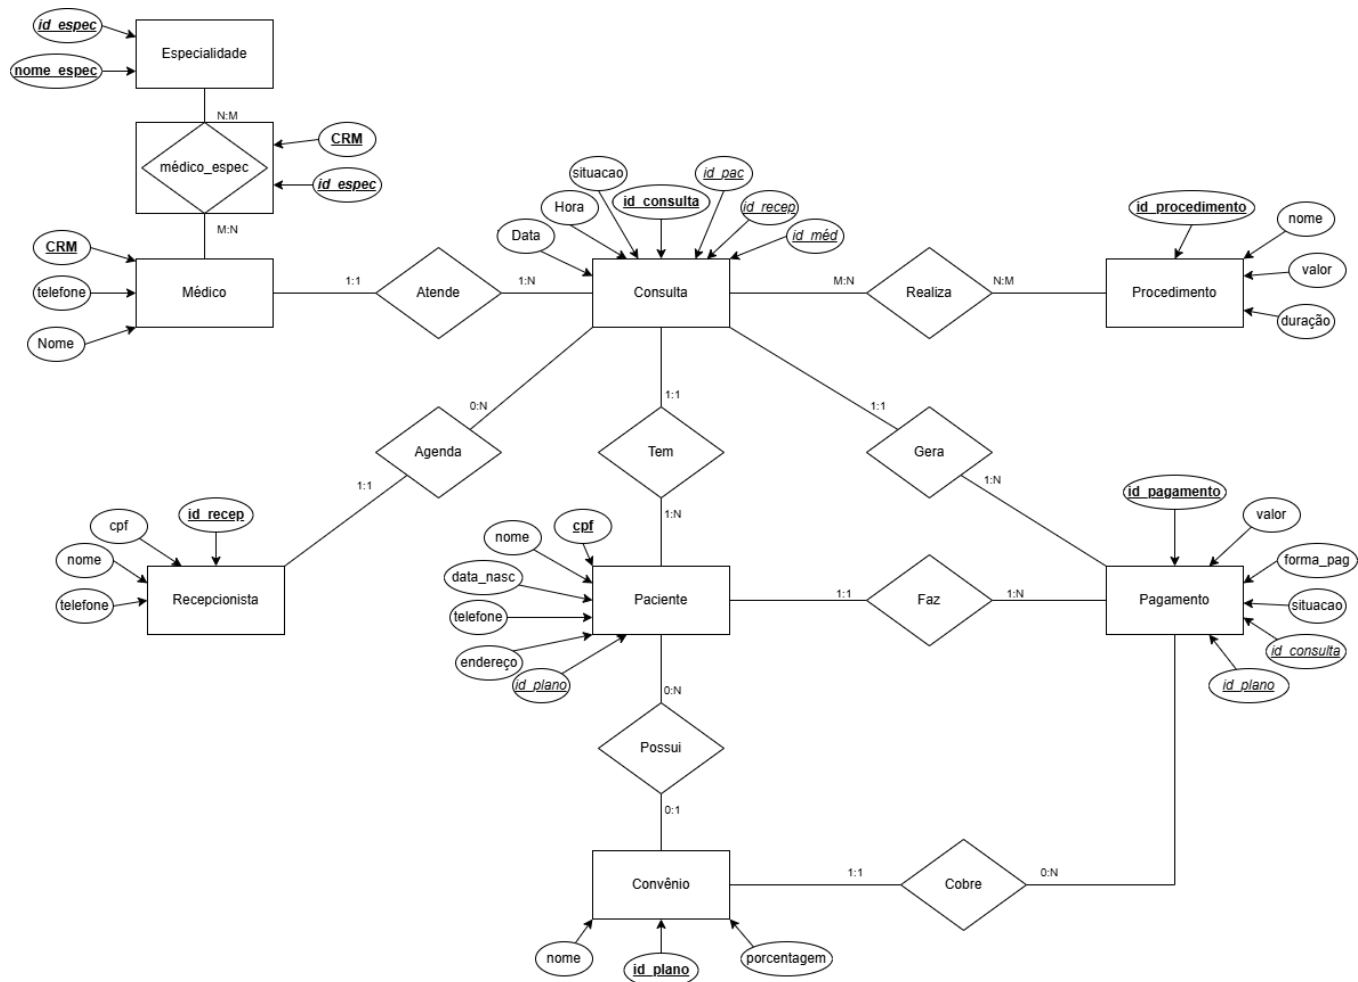 id_espec
Especialidade
nome_espec
N:M
CRM
médico_espec
id_espec
M:N
CRM
telefone
Médico
Nome
1:1
Atende
1:N
Data
Hora
situacao
id_consulta
id_pac
id_recep
id_méd
Consulta
M:N
Realiza
N:M
id_procedimento
nome
valor
duração
Procedimento
0:N
Agenda
1:1
1:1
Tem
1:N
1:1
Gera
1:N
id_recep
cpf
nome
telefone
Recepcionista
cpf
nome
data_nasc
telefone
endereço
id_plano
Paciente
1:1
Faz
1:N
id_pagamento
valor
forma_pag
situacao
id_consulta
id_plano
Pagamento
0:N
Possui
0:1
Convênio
1:1
Cobre
0:N
nome
id_plano
porcentagem